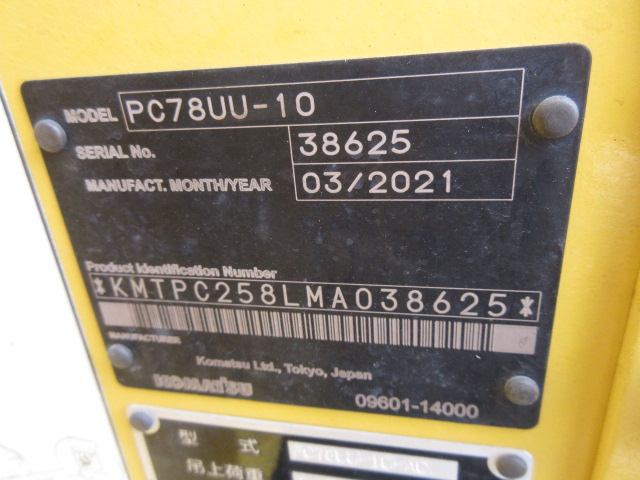 MODEL PC78UU-10
SERIAL No. 38625
MANUFACT. MONTH/YEAR 03/2021
Product Identification Number
*KMTPC258LMA038625*
MANUFACTURER
Komatsu Ltd., Tokyo, Japan
KOMATSU
09601-14000
型式
吊上荷重